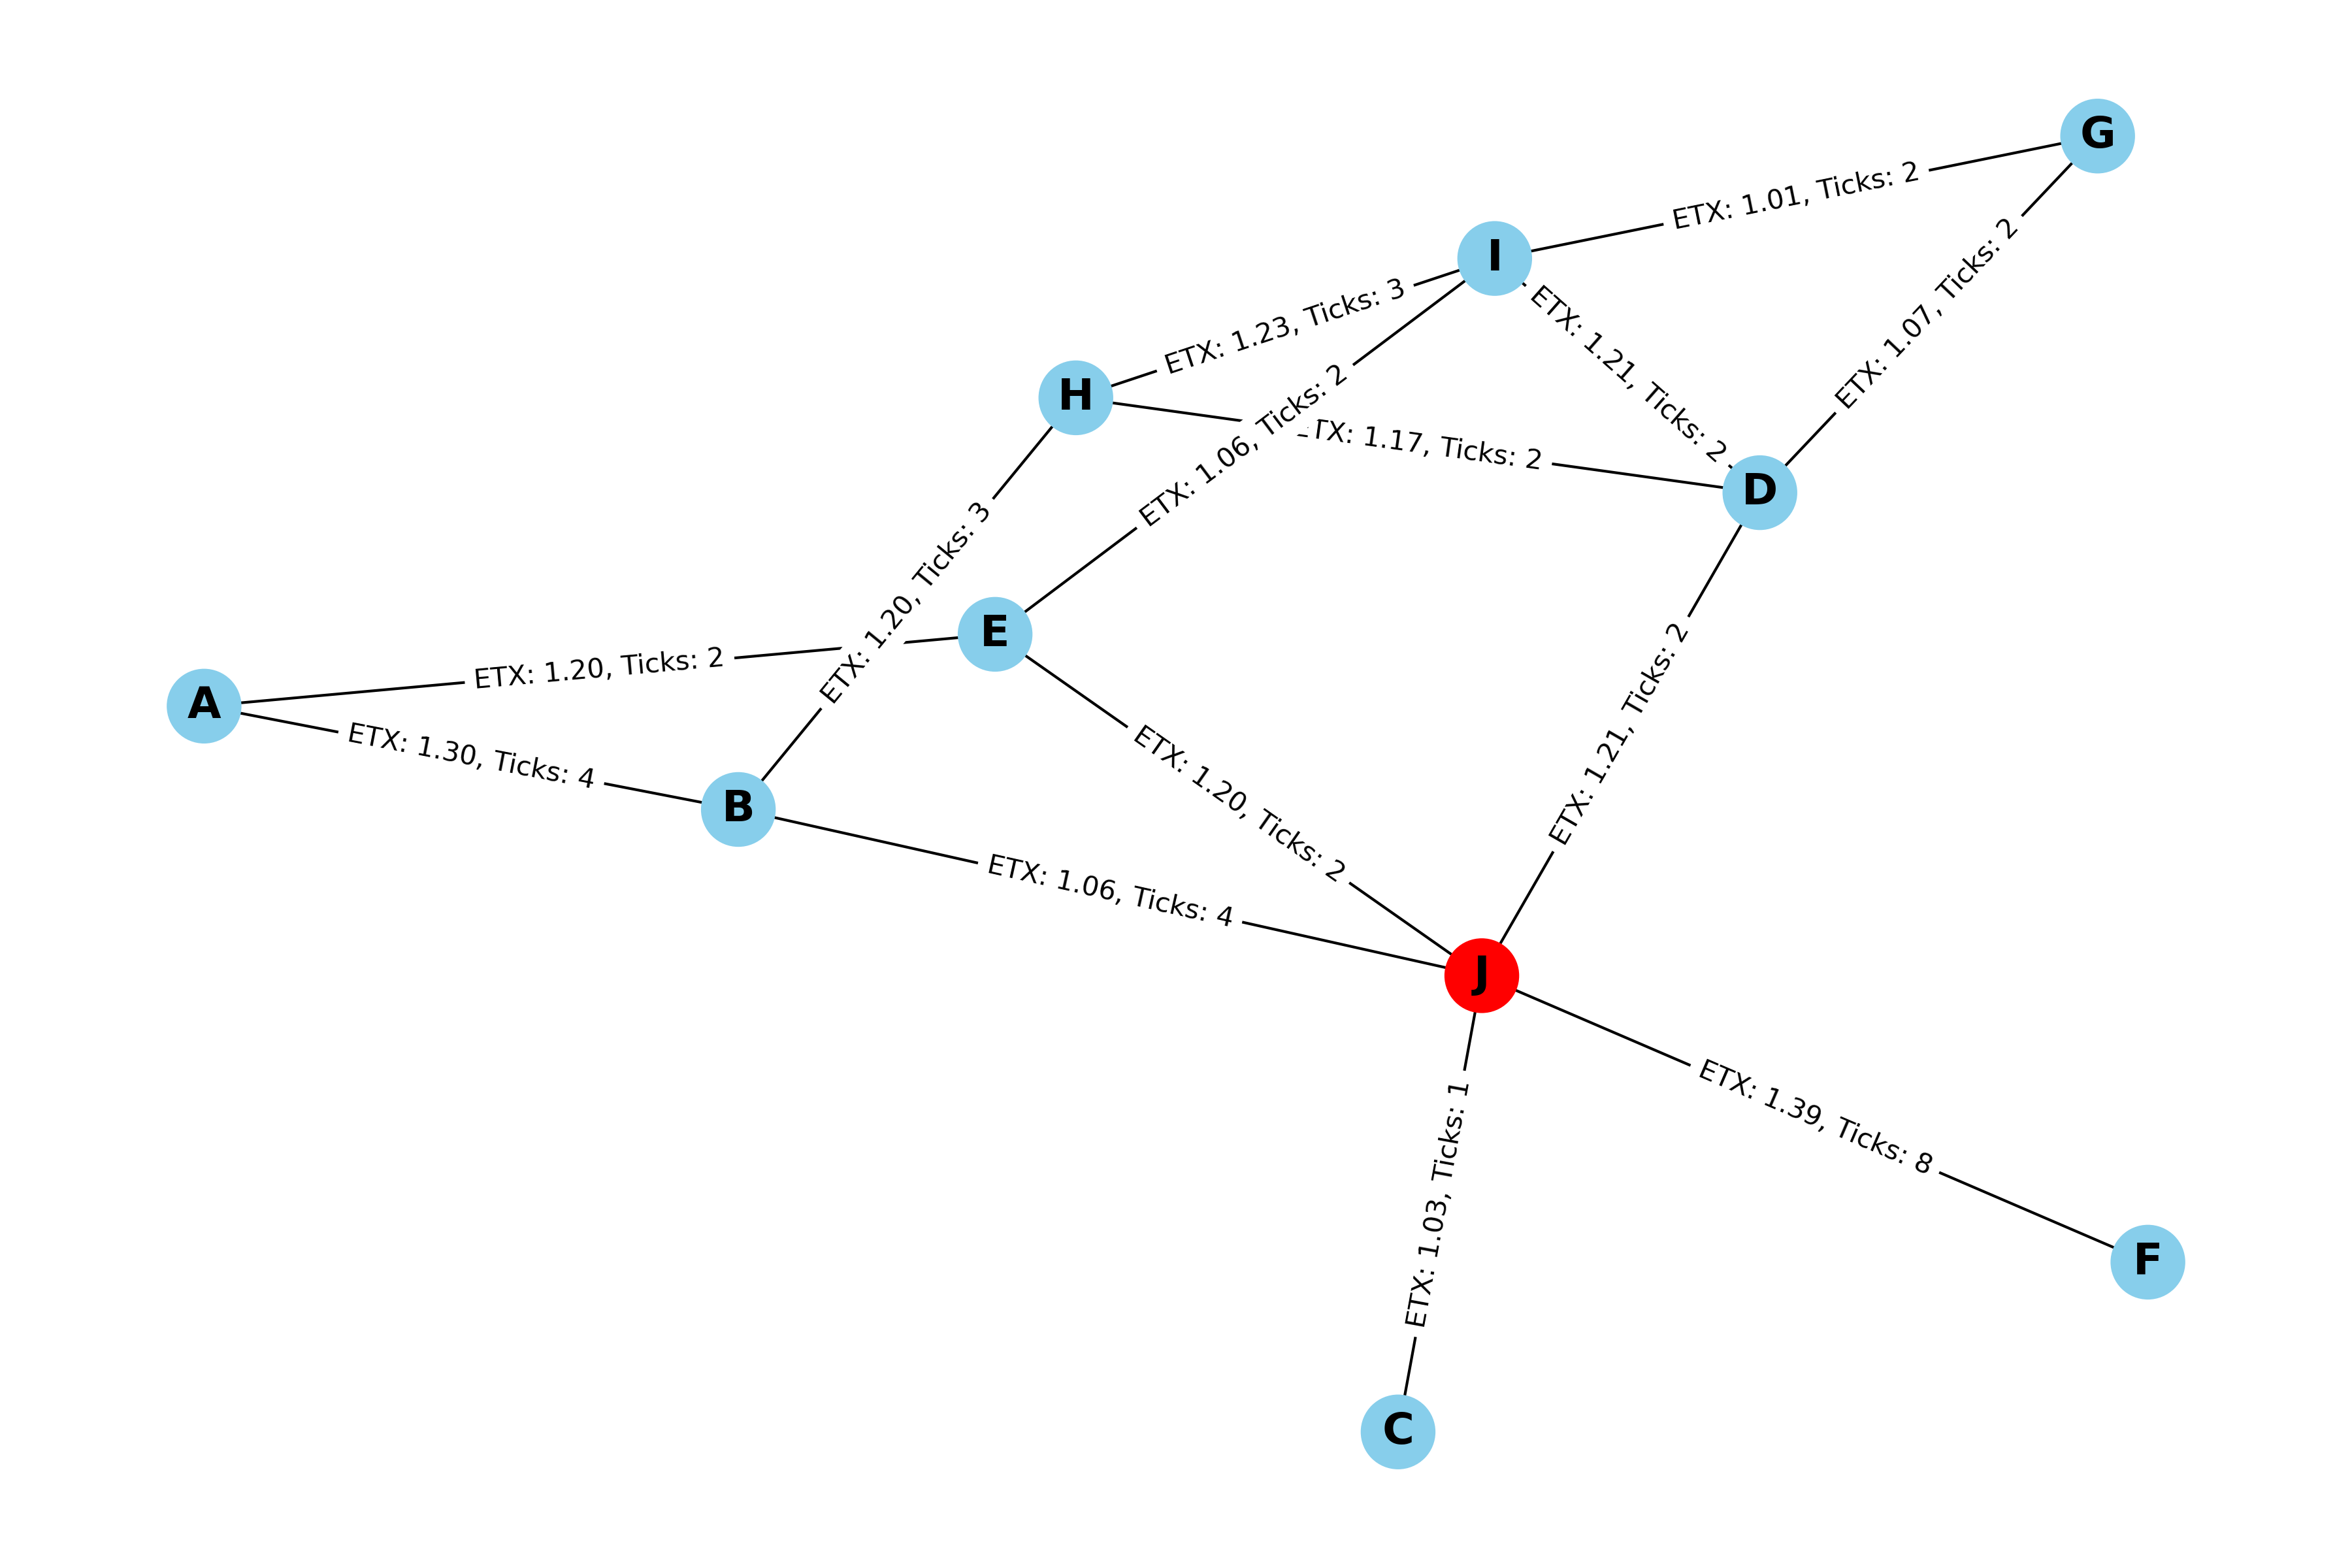 G
ETX: 1.01, Ticks: 2
I
ETX: 1.07, Ticks: 2
ETX: 1.23, Ticks: 3
ETX: 1.21, Ticks: 2
H
ETX: 1.06, Ticks: 2
TX: 1.17, Ticks: 2
D
ETX: 1.20, Ticks: 3
E
ETX: 1.20, Ticks: 2
A
ETX: 1.30, Ticks: 4
ETX: 1.21, Ticks: 2
B
ETX: 1.20, Ticks: 2
ETX: 1.06, Ticks: 4
J
ETX: 1.39, Ticks: 8
ETX: 1.03, Ticks: 1
F
C